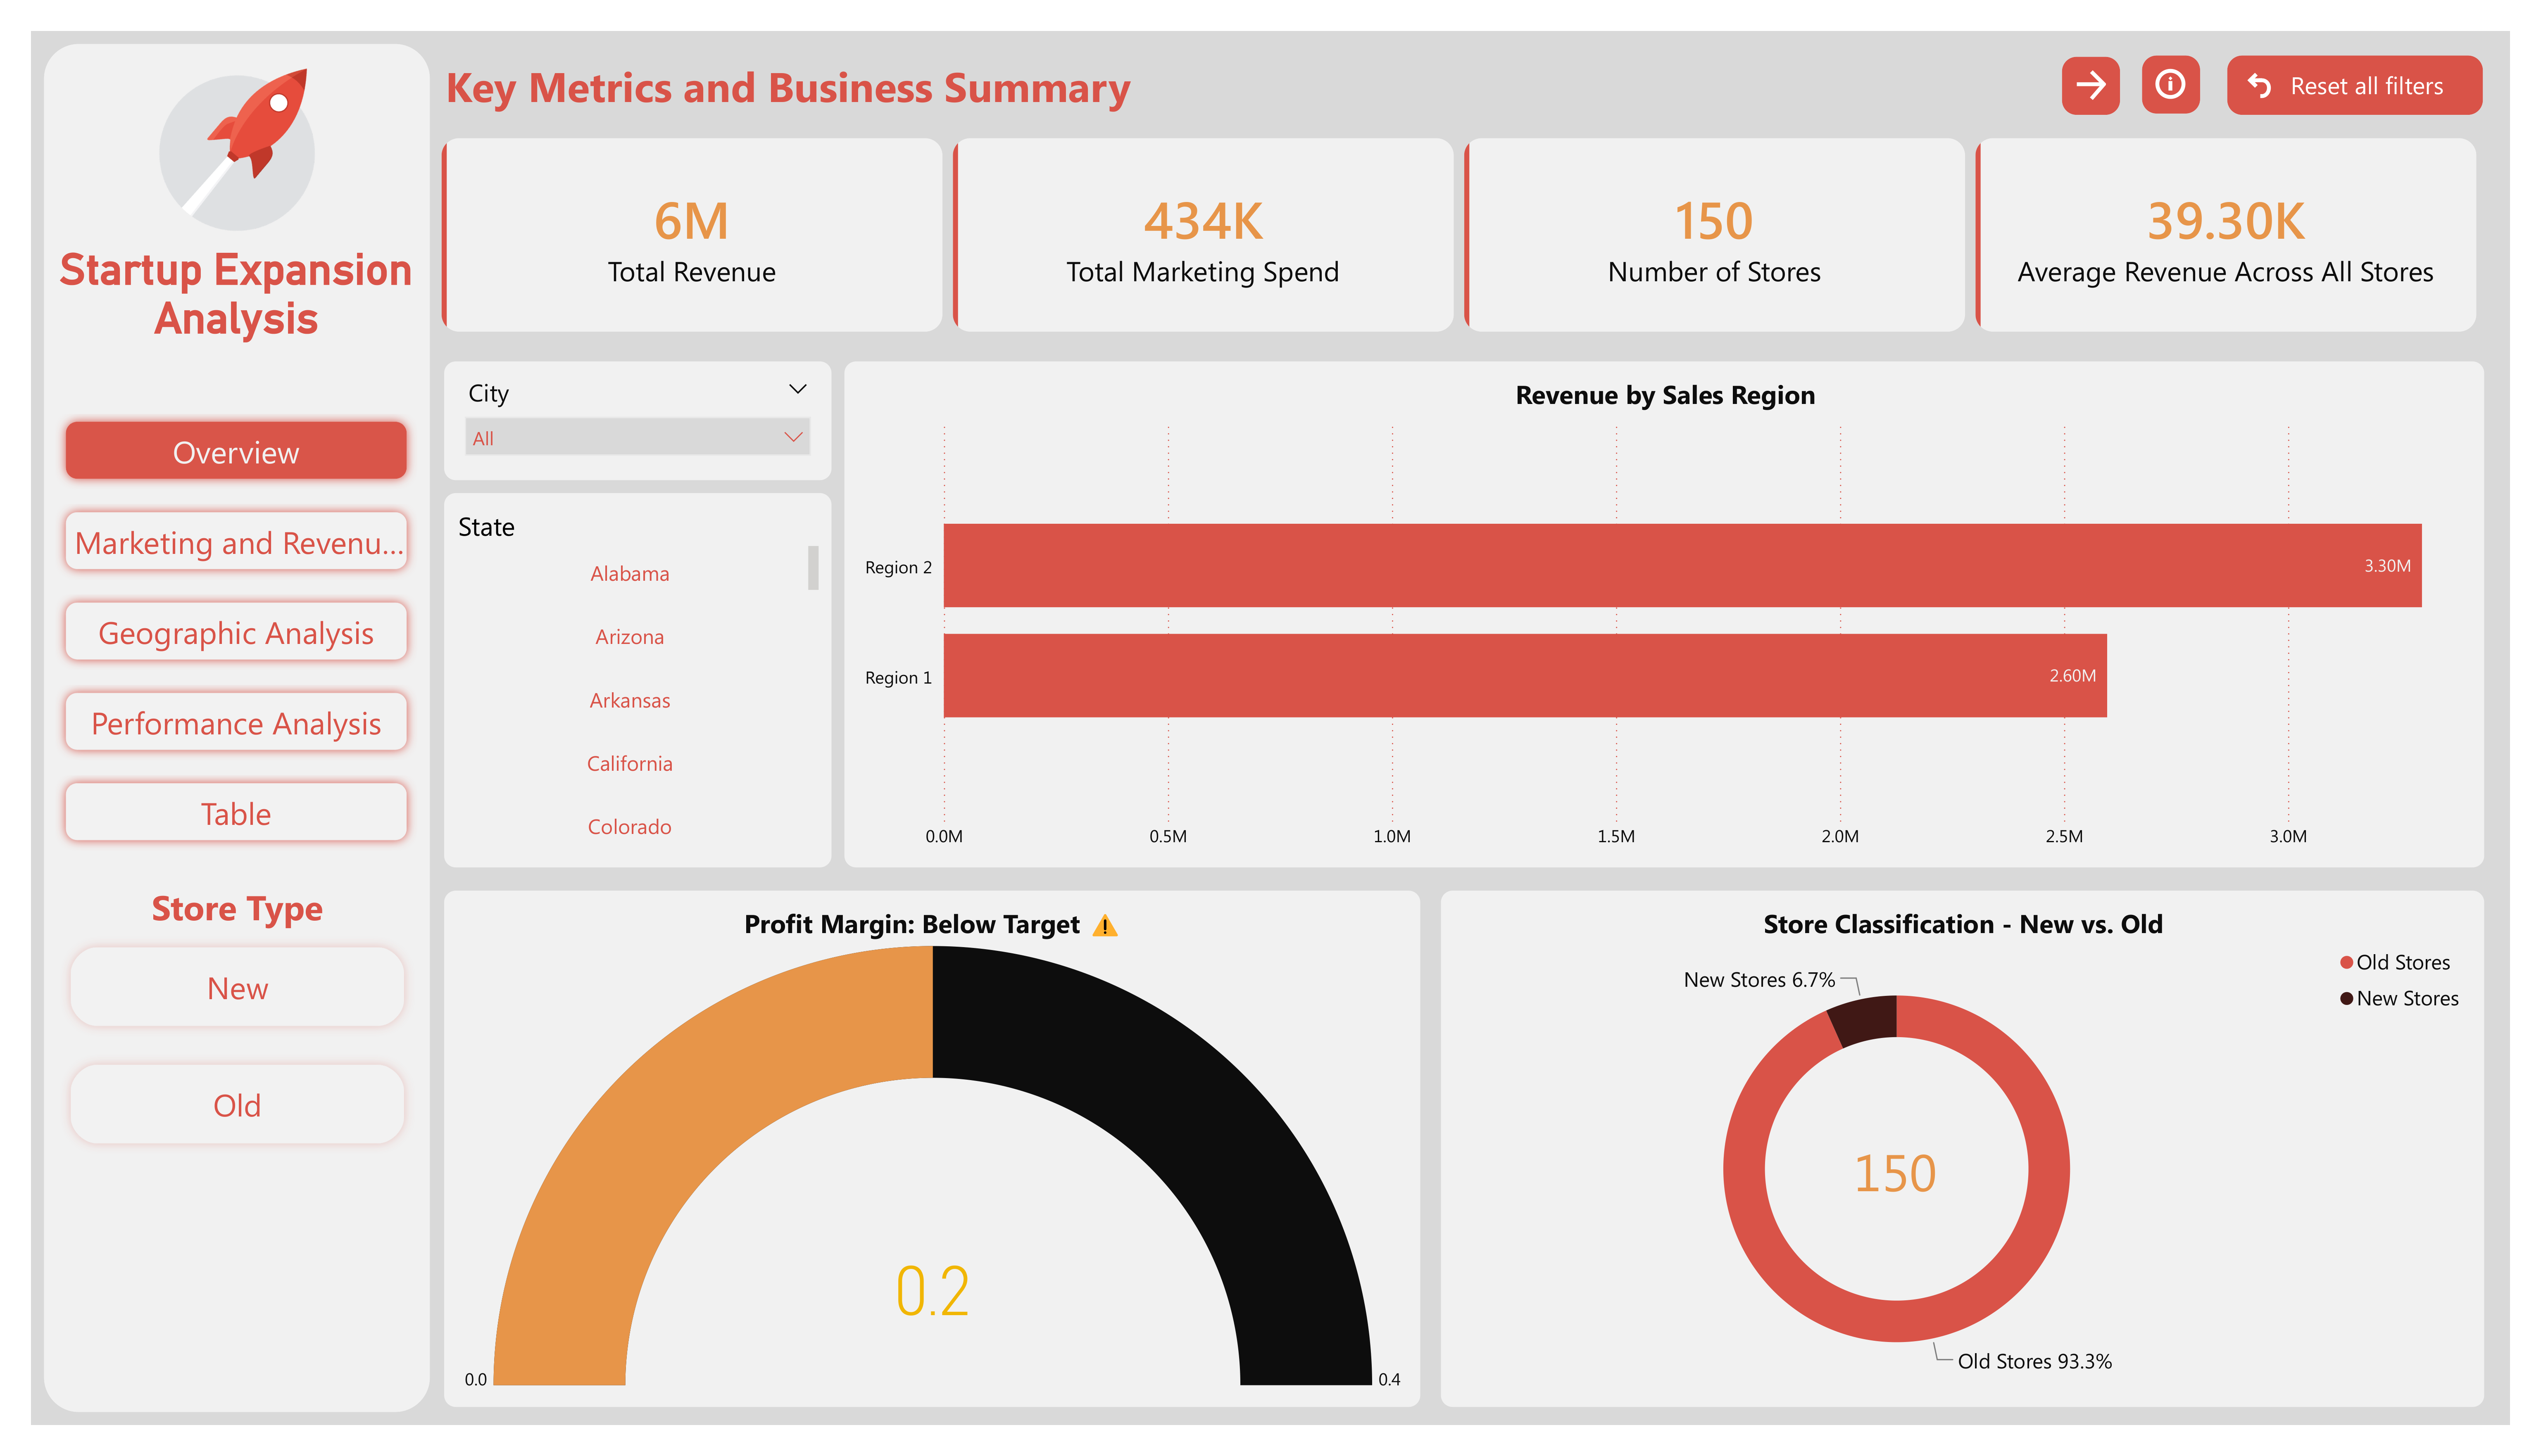 Startup Expansion
Analysis
Overview
Marketing and Revenu...
Geographic Analysis
Performance Analysis
Table
Store Type
New
Old
Key Metrics and Business Summary
Reset all filters
6M
Total Revenue
434K
Total Marketing Spend
150
Number of Stores
39.30K
Average Revenue Across All Stores
City
All
State
Alabama
Arizona
Arkansas
California
Colorado
Revenue by Sales Region
Region 2
3.30M
Region 1
2.60M
0.0M 0.5M 1.0M 1.5M 2.0M 2.5M 3.0M
Profit Margin: Below Target ⚠
0.2
0.0
0.4
Store Classification - New vs. Old
Old Stores
New Stores
New Stores 6.7%
150
Old Stores 93.3%